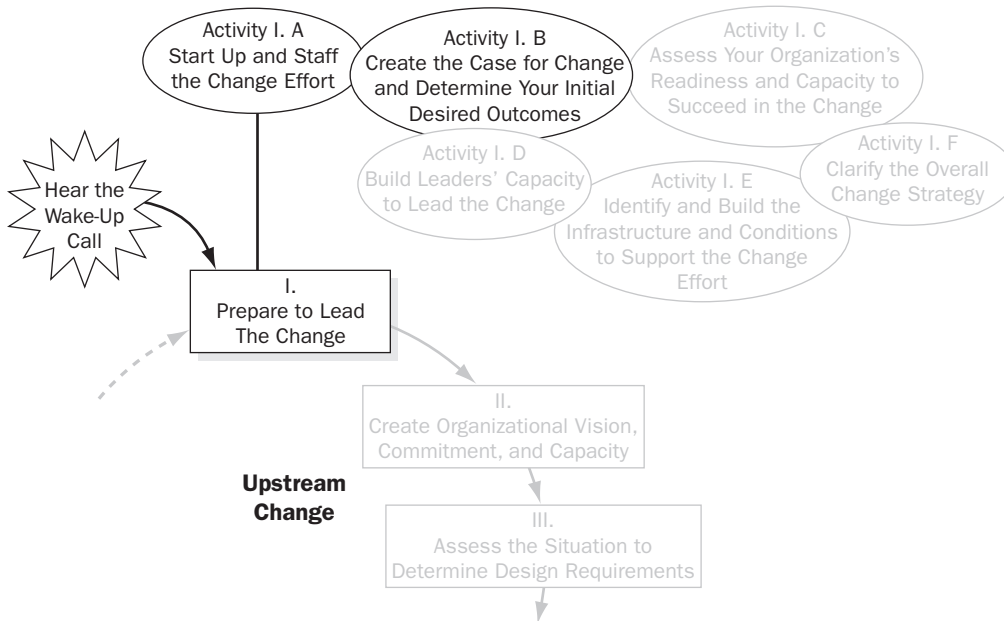 Activity I. A
Start Up and Staff
the Change Effort
Activity I. B
Create the Case for Change
and Determine Your Initial
Desired Outcomes
Activity I. C
Assess Your Organization’s
Readiness and Capacity to
Succeed in the Change
Activity I. D
Build Leaders’ Capacity
to Lead the Change
Activity I. E
Identify and Build the
Infrastructure and Conditions
to Support the Change
Effort
Activity I. F
Clarify the Overall
Change Strategy
Hear the
Wake-Up
Call
I.
Prepare to Lead
The Change
II.
Create Organizational Vision,
Commitment, and Capacity
Upstream
Change
III.
Assess the Situation to
Determine Design Requirements